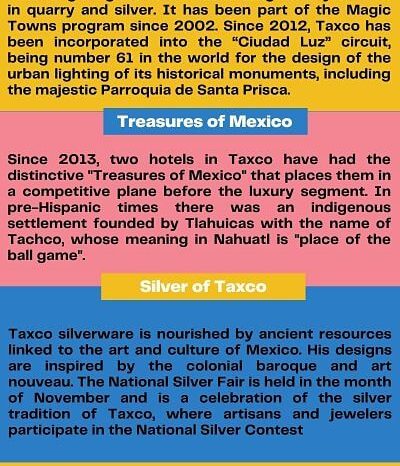 in quarry and silver. It has been part of the Magic
Towns program since 2002. Since 2012, Taxco has
been incorporated into the “Ciudad Luz” circuit,
being number 61 in the world for the design of the
urban lighting of its historical monuments, including
the majestic Parroquia de Santa Prisca.
Treasures of Mexico
Since 2013, two hotels in Taxco have had the
distinctive "Treasures of Mexico" that places them in
a competitive plane before the luxury segment. In
pre-Hispanic times there was an indigenous
settlement founded by Tlahuicas with the name of
Tachco, whose meaning in Nahuatl is "place of the
ball game".
Silver of Taxco
Taxco silverware is nourished by ancient resources
linked to the art and culture of Mexico. His designs
are inspired by the colonial baroque and art
nouveau. The National Silver Fair is held in the month
of November and is a celebration of the silver
tradition of Taxco, where artisans and jewelers
participate in the National Silver Contest